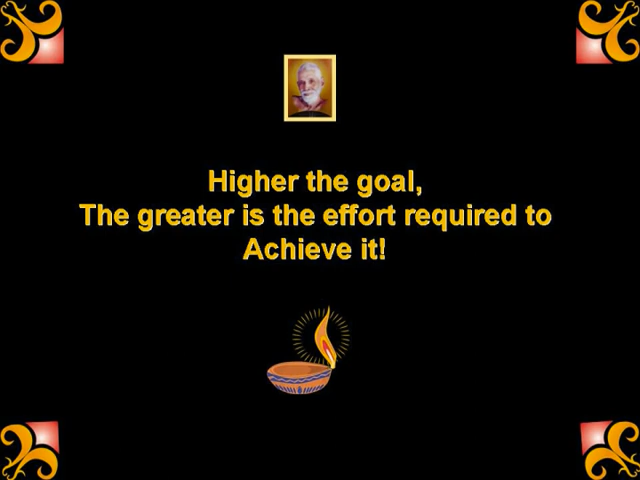 Higher the goal,
The greater is the effort required to
Achieve it!